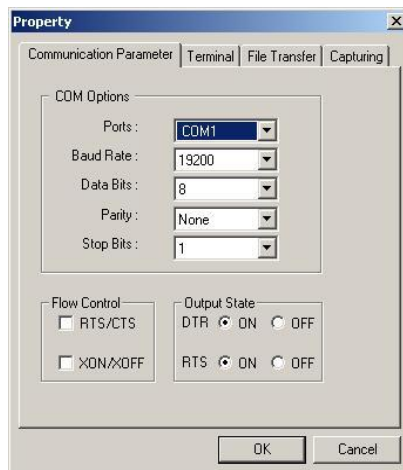 Property
Communication Parameter Terminal File Transfer Capturing
COM Options
Ports : COM1
Baud Rate : 19200
Data Bits : 8
Parity : None
Stop Bits : 1
Flow Control
RTS/CTS
XON/XOFF
Output State
DTR ON OFF
RTS ON OFF
OK Cancel